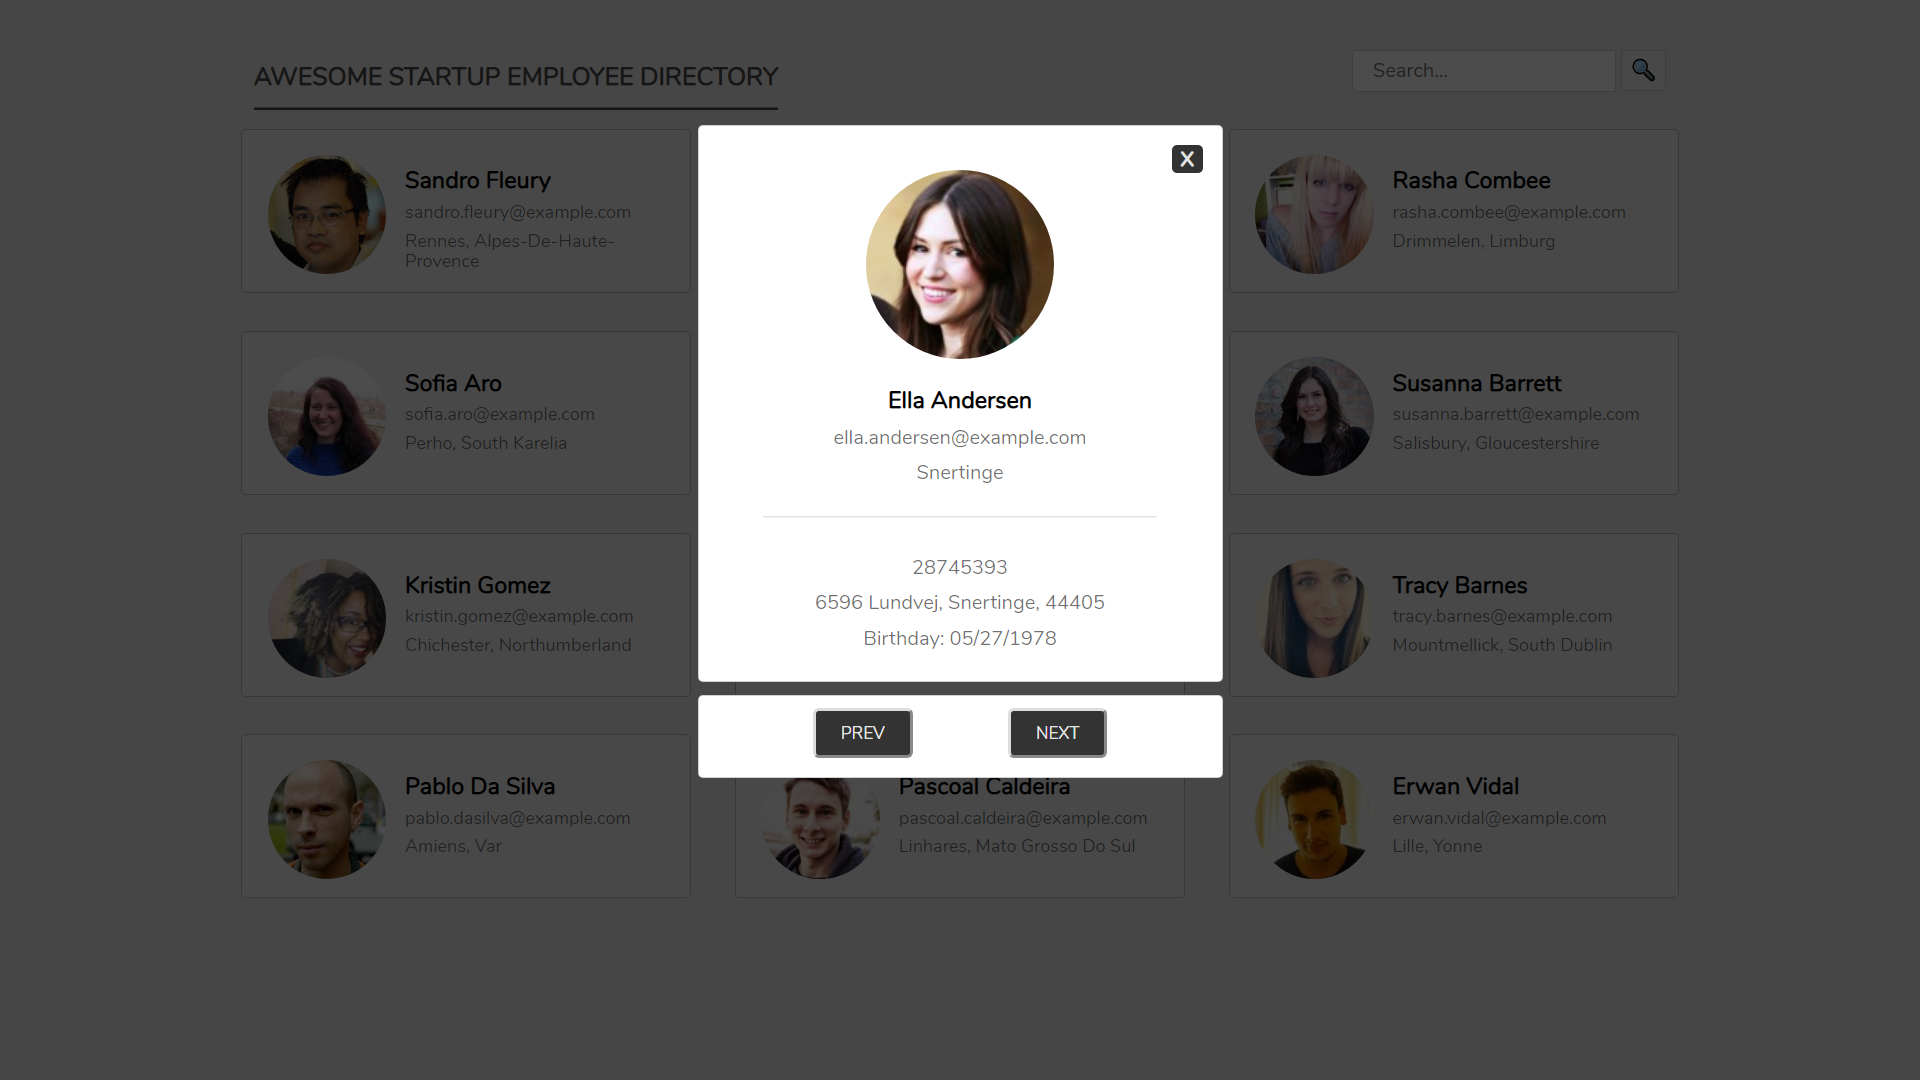 AWESOME STARTUP EMPLOYEE DIRECTORY
Search...
X
Sandro Fleury
sandro.fleury@example.com
Rennes, Alpes-De-Haute-
Provence
Rasha Combee
rasha.combee@example.com
Drimmelen, Limburg
Ella Andersen
ella.andersen@example.com
Snertinge
28745393
6596 Lundvej, Snertinge, 44405
Birthday: 05/27/1978
PREV
NEXT
Sofia Aro
sofia.aro@example.com
Perho, South Karelia
Susanna Barrett
susanna.barrett@example.com
Salisbury, Gloucestershire
Kristin Gomez
kristin.gomez@example.com
Chichester, Northumberland
Tracy Barnes
tracy.barnes@example.com
Mountmellick, South Dublin
Pablo Da Silva
pablo.dasilva@example.com
Amiens, Var
Pascoal Caldeira
pascoal.caldeira@example.com
Linhares, Mato Grosso Do Sul
Erwan Vidal
erwan.vidal@example.com
Lille, Yonne